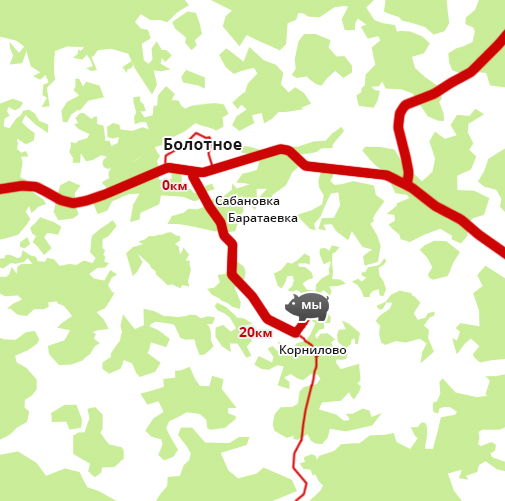 Болотное
0км
Сабановка
Баратаевка
мы
20км
Корнилово